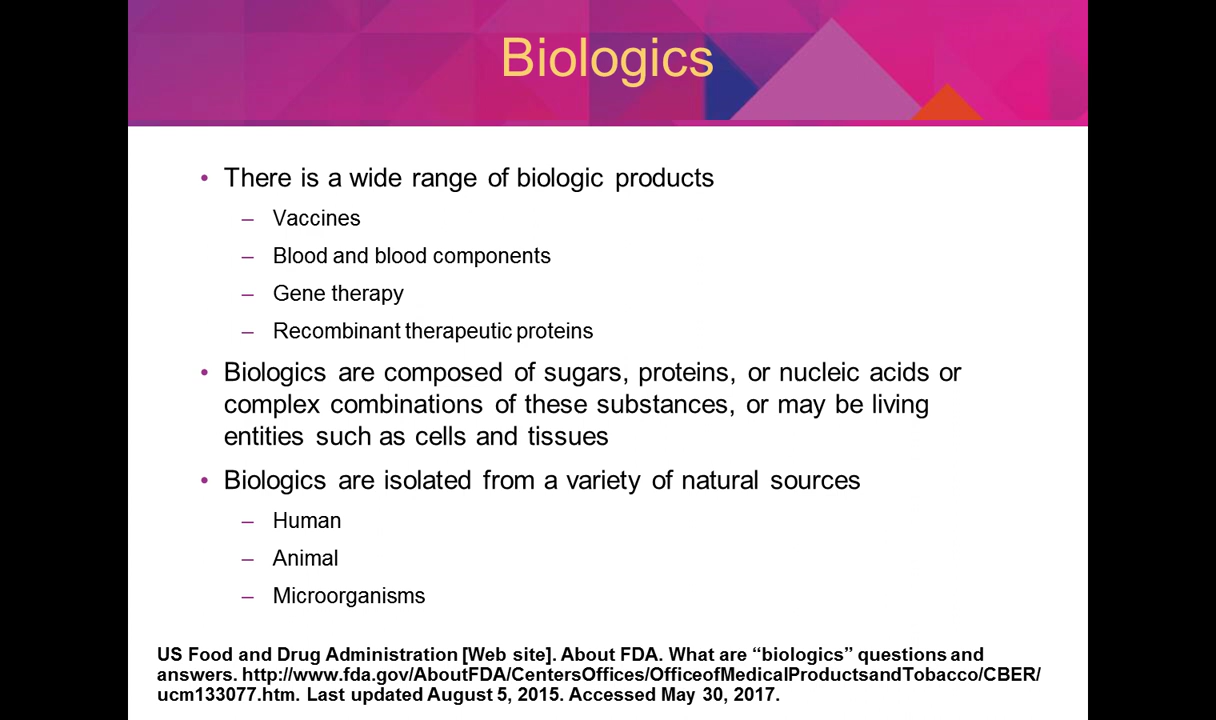 Biologics
• There is a wide range of biologic products
– Vaccines
– Blood and blood components
– Gene therapy
– Recombinant therapeutic proteins
• Biologics are composed of sugars, proteins, or nucleic acids or
complex combinations of these substances, or may be living
entities such as cells and tissues
• Biologics are isolated from a variety of natural sources
– Human
– Animal
– Microorganisms
US Food and Drug Administration [Web site]. About FDA. What are “biologics” questions and
answers. http://www.fda.gov/AboutFDA/CentersOffices/OfficeofMedicalProductsandTobacco/CBER/
ucm133077.htm. Last updated August 5, 2015. Accessed May 30, 2017.